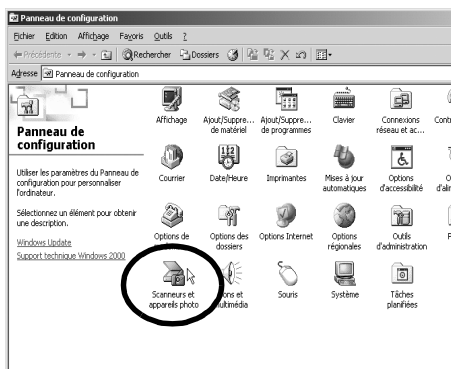 Panneau de configuration
Fichier Edition Affichage Favoris Outils ?
Précédente Rechercher Dossiers
Adresse Panneau de configuration
Panneau de
configuration
Utiliser les paramètres du Panneau de
configuration pour personnaliser
l'ordinateur.
Sélectionnez un élément pour obtenir
une description.
Windows Update
Support technique Windows 2000
Affichage
Ajout/Suppre...
de matériel
Ajout/Suppre...
de programmes
Clavier
Connexions
réseau et ac...
Courrier
Date/Heure
Imprimantes
Mises à jour
automatiques
Options
d'accessibilité
Options de
Options des
dossiers
Options Internet
Options
régionales
Outils
d'administration
Scanneurs et
appareils photo
Souris
Système
Tâches
planifiées